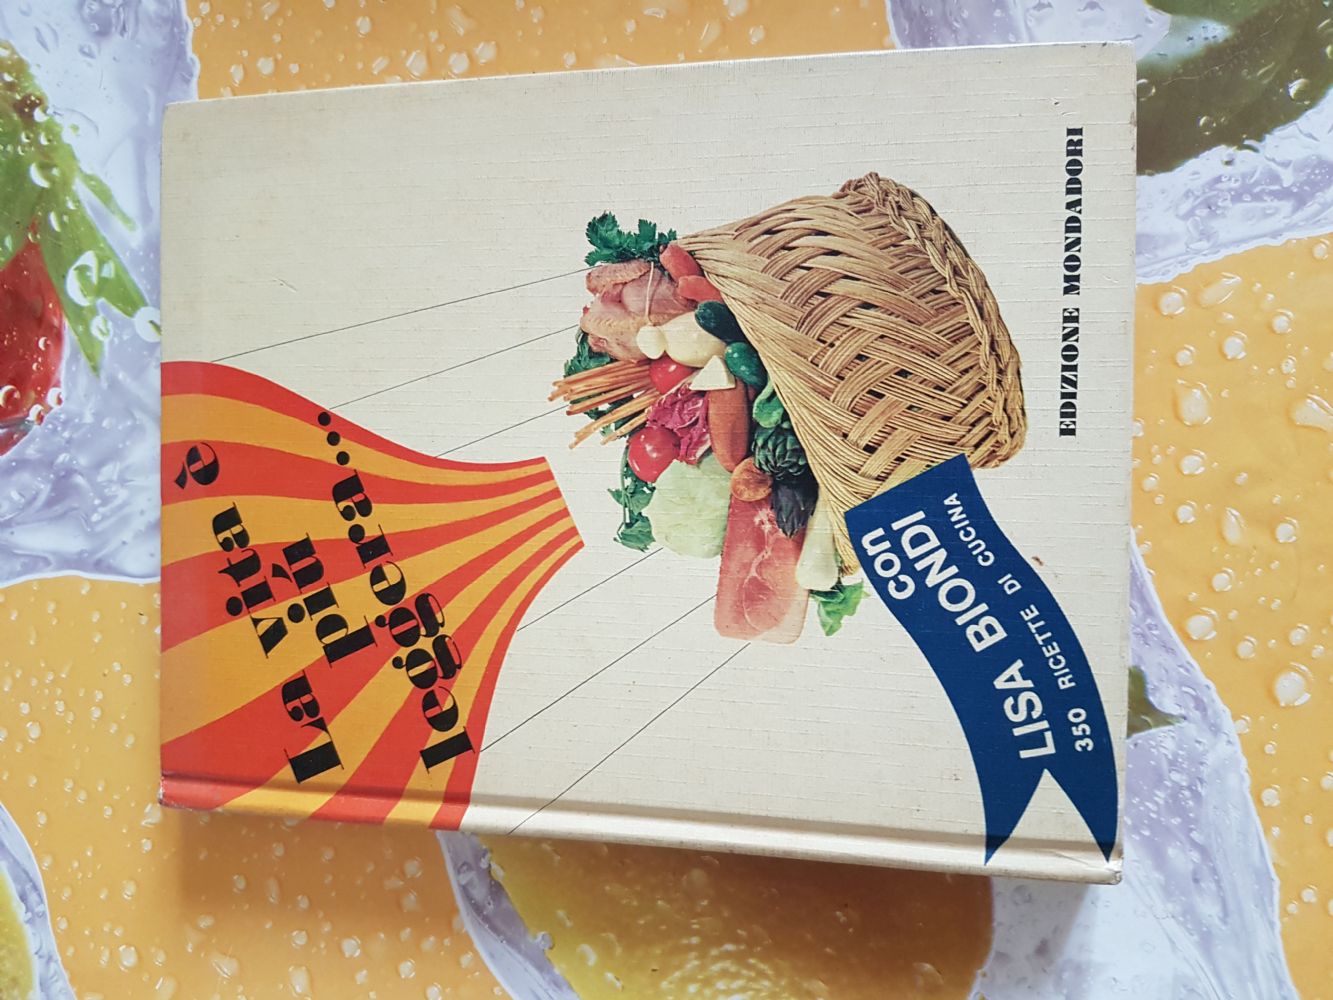 La vita è
più
leggera...
con
LISA BIONDI
350 RICETTE DI CUCINA
EDIZIONE MONDADORI